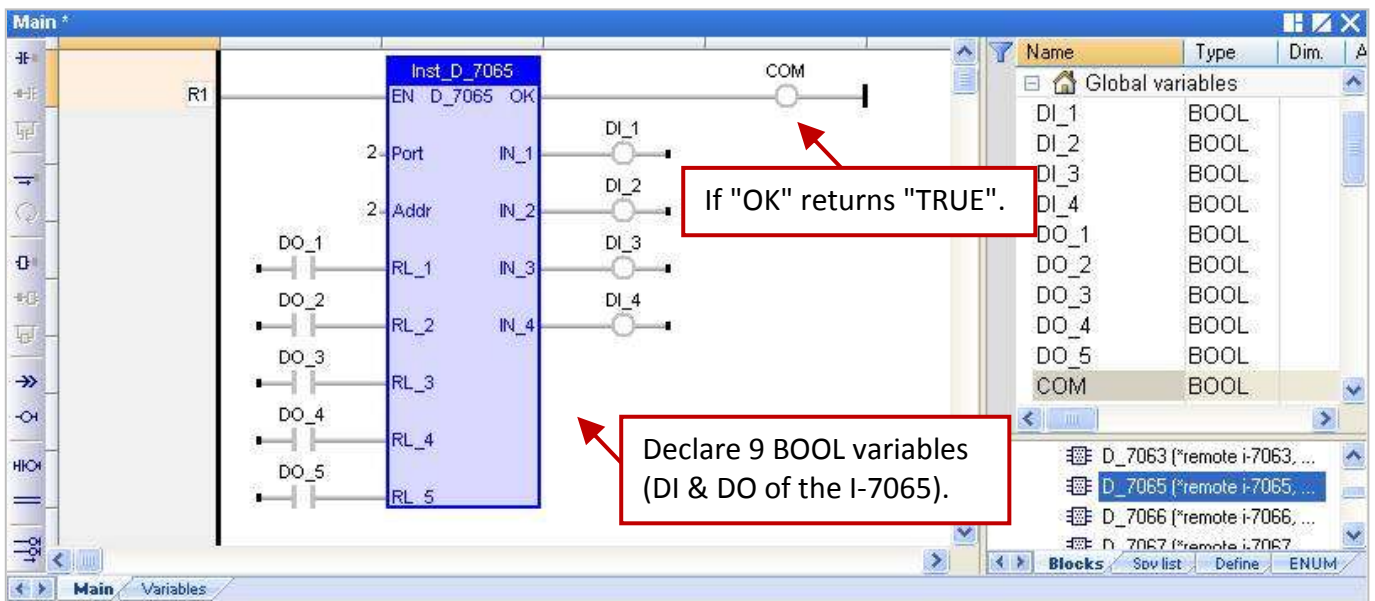 Main *
Name Type Dim. A
Global variables
DI_1 BOOL
DI_2 BOOL
DI_3 BOOL
DI_4 BOOL
DO_1 BOOL
DO_2 BOOL
DO_3 BOOL
DO_4 BOOL
DO_5 BOOL
COM BOOL
R1
Inst_D_7065
EN D_7065 OK
COM
2 Port IN_1 DI_1
2 Addr IN_2 DI_2
DO_1 RL_1 IN_3 DI_3
DO_2 RL_2 IN_4 DI_4
DO_3 RL_3
DO_4 RL_4
DO_5 RL_5
If "OK" returns "TRUE".
Declare 9 BOOL variables
(DI & DO of the I-7065).
D_7063 (*remote i-7063, ...
D_7065 (*remote i-7065, ...
D_7066 (*remote i-7066, ...
D_7067 (*remote i-7067
Blocks Spy list Define ENUM
Main Variables